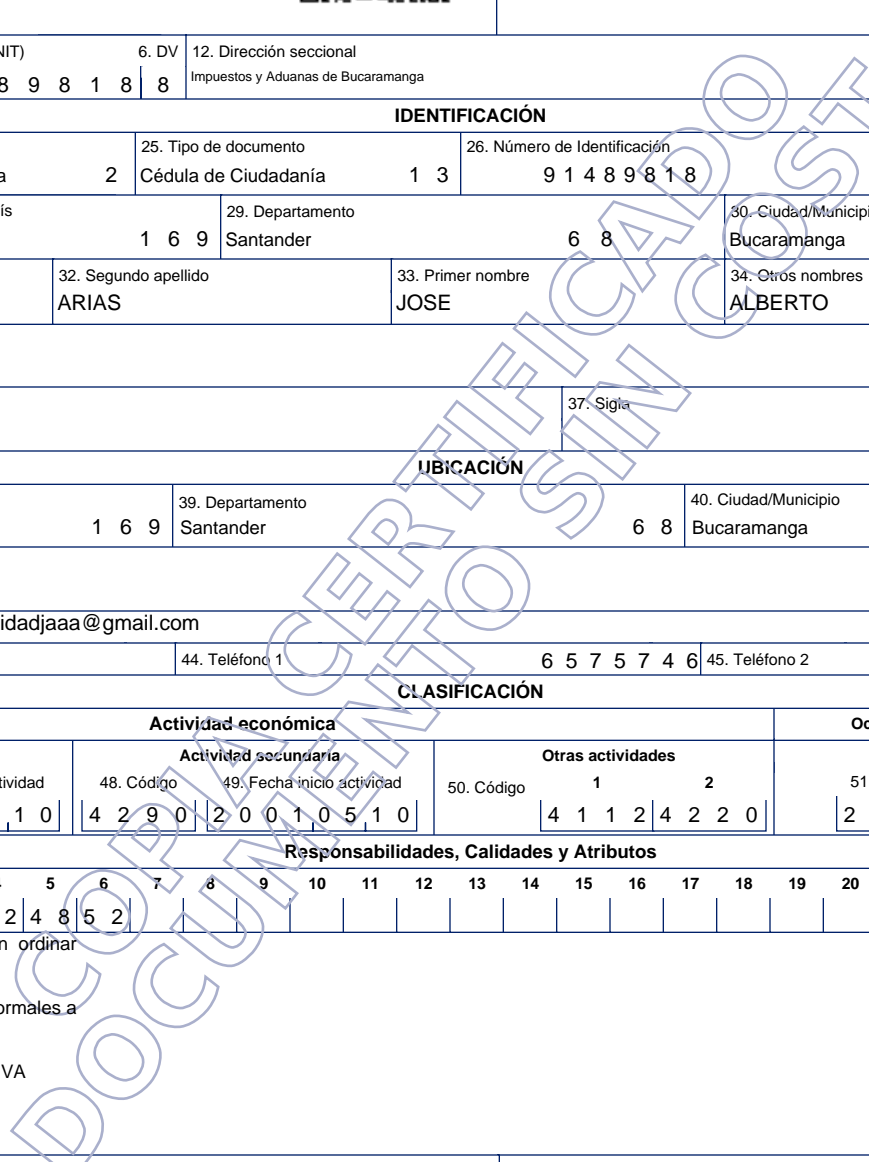 NIT) 6. DV 12. Dirección seccional
8 9 8 1 8 8 Impuestos y Aduanas de Bucaramanga
IDENTIFICACIÓN
25. Tipo de documento 26. Número de Identificación
a 2 Cédula de Ciudadanía 1 3 9 1 4 8 9 8 1 8
ís 29. Departamento 30. Ciudad/Municipi
1 6 9 Santander 6 8 Bucaramanga
32. Segundo apellido 33. Primer nombre 34. Otros nombres
ARIAS JOSE ALBERTO
37. Sigla
UBICACIÓN
39. Departamento 40. Ciudad/Municipio
1 6 9 Santander 6 8 Bucaramanga
idadjaaa@gmail.com
44. Teléfono 1 6 5 7 5 7 4 6 45. Teléfono 2
CLASIFICACIÓN
Actividad económica Oc
Actividad secundaria Otras actividades
tividad 48. Código 49. Fecha inicio actividad 50. Código 1 2 51
1 0 4 2 9 0 2 0 0 1 0 5 1 0 4 1 1 2 4 2 2 0 2
Responsabilidades, Calidades y Atributos
5 6 7 8 9 10 11 12 13 14 15 16 17 18 19 20
2 4 8 5 2
n ordinar
ormales a
VA
COPIA CERTIFICADO
DOCUMENTO SIN COST